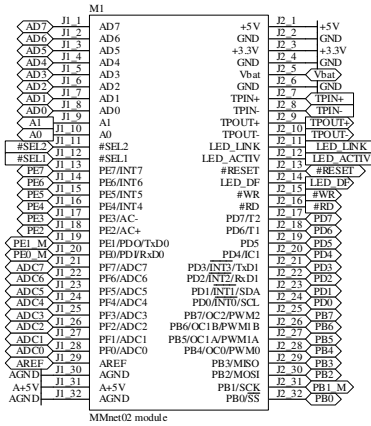 M1
AD7 J1_1 AD7 +5V J2_1 +5V
AD6 J1_2 AD6 GND J2_2 GND
AD5 J1_3 AD5 +3.3V J2_3 +3.3V
AD4 J1_4 AD4 GND J2_4 GND
AD3 J1_5 AD3 Vbat J2_5 Vbat
AD2 J1_6 AD2 GND J2_6 GND
AD1 J1_7 AD1 TPIN+ J2_7 TPIN+
AD0 J1_8 AD0 TPIN- J2_8 TPIN-
A1 J1_9 A1 TPOUT+ J2_9 TPOUT+
A0 J1_10 A0 TPOUT- J2_10 TPOUT-
#SEL2 J1_11 #SEL2 LED_LINK J2_11 LED_LINK
#SEL1 J1_12 #SEL1 LED_ACTIV J2_12 LED_ACTIV
PE7 J1_13 PE7/INT7 #RESET J2_13 #RESET
PE6 J1_14 PE6/INT6 LED_DF J2_14 LED_DF
PE5 J1_15 PE5/INT5 #WR J2_15 #WR
PE4 J1_16 PE4/INT4 #RD J2_16 #RD
PE3 J1_17 PE3/AC- PD7/T2 J2_17 PD7
PE2 J1_18 PE2/AC+ PD6/T1 J2_18 PD6
PE1_M J1_19 PE1/PDO/TxD0 PD5 J2_19 PD5
PE0_M J1_20 PE0/PDI/RxD0 PD4/IC1 J2_20 PD4
ADC7 J1_21 PF7/ADC7 PD3/INT3/TxD1 J2_21 PD3
ADC6 J1_22 PF6/ADC6 PD2/INT2/RxD1 J2_22 PD2
ADC5 J1_23 PF5/ADC5 PD1/INT1/SDA J2_23 PD1
ADC4 J1_24 PF4/ADC4 PD0/INT0/SCL J2_24 PD0
ADC3 J1_25 PF3/ADC3 PB7/OC2/PWM2 J2_25 PB7
ADC2 J1_26 PF2/ADC2 PB6/OC1B/PWM1B J2_26 PB6
ADC1 J1_27 PF1/ADC1 PB5/OC1A/PWM1A J2_27 PB5
ADC0 J1_28 PF0/ADC0 PB4/OC0/PWM0 J2_28 PB4
AREF J1_29 AREF PB3/MISO J2_29 PB3
AGND J1_30 AGND PB2/MOSI J2_30 PB2
A+5V J1_31 A+5V PB1/SCK J2_31 PB1_M
AGND J1_32 AGND PB0/SS J2_32 PB0
MMnet02 module